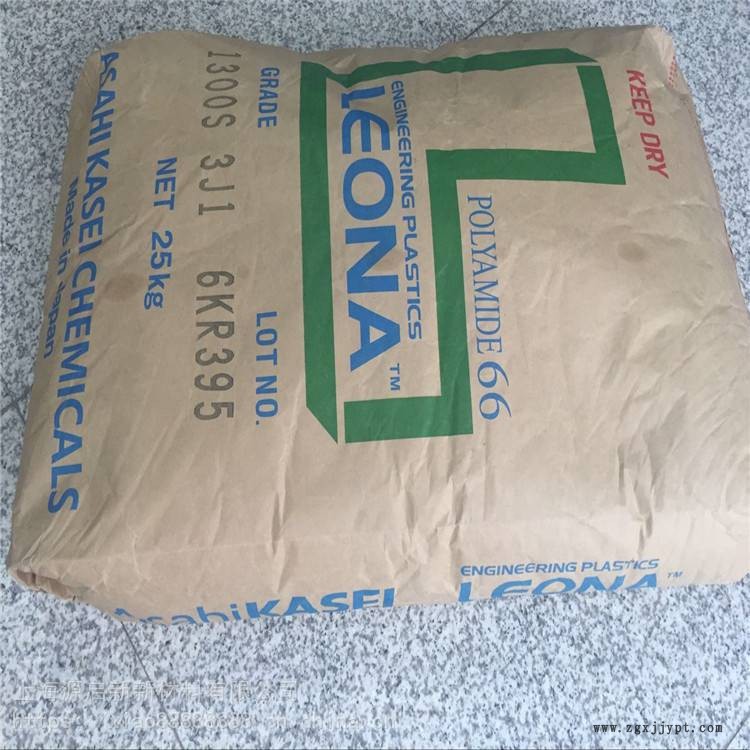 KEEP DRY
POLYAMIDE 66
ENGINEERING PLASTICS
LEONA™
GRADE
LOT NO.
1300S 3J1 6KR395
NET 25kg
ASAHI KASEI CHEMICALS
Made in Japan
AsahiKASEI
ENGINEERING PLASTICS
LEONA™
www.zgxjjypt.com